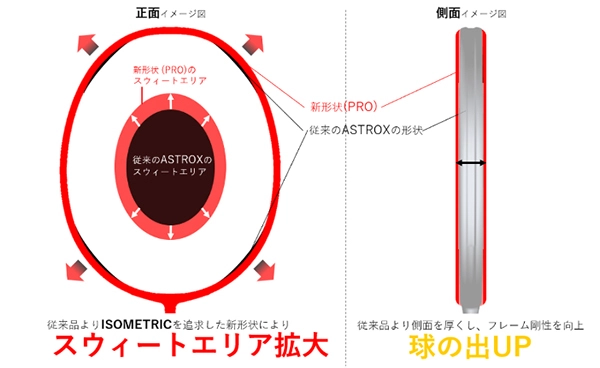 正面イメージ図
新形状(PRO)の
スウィートエリア
従来のASTROXの
スウィートエリア
新形状(PRO)
従来のASTROXの形状
従来品よりISOMETRICを追求した新形状により
スウィートエリア拡大
側面イメージ図
従来品より側面を厚くし、フレーム剛性を向上
球の出UP